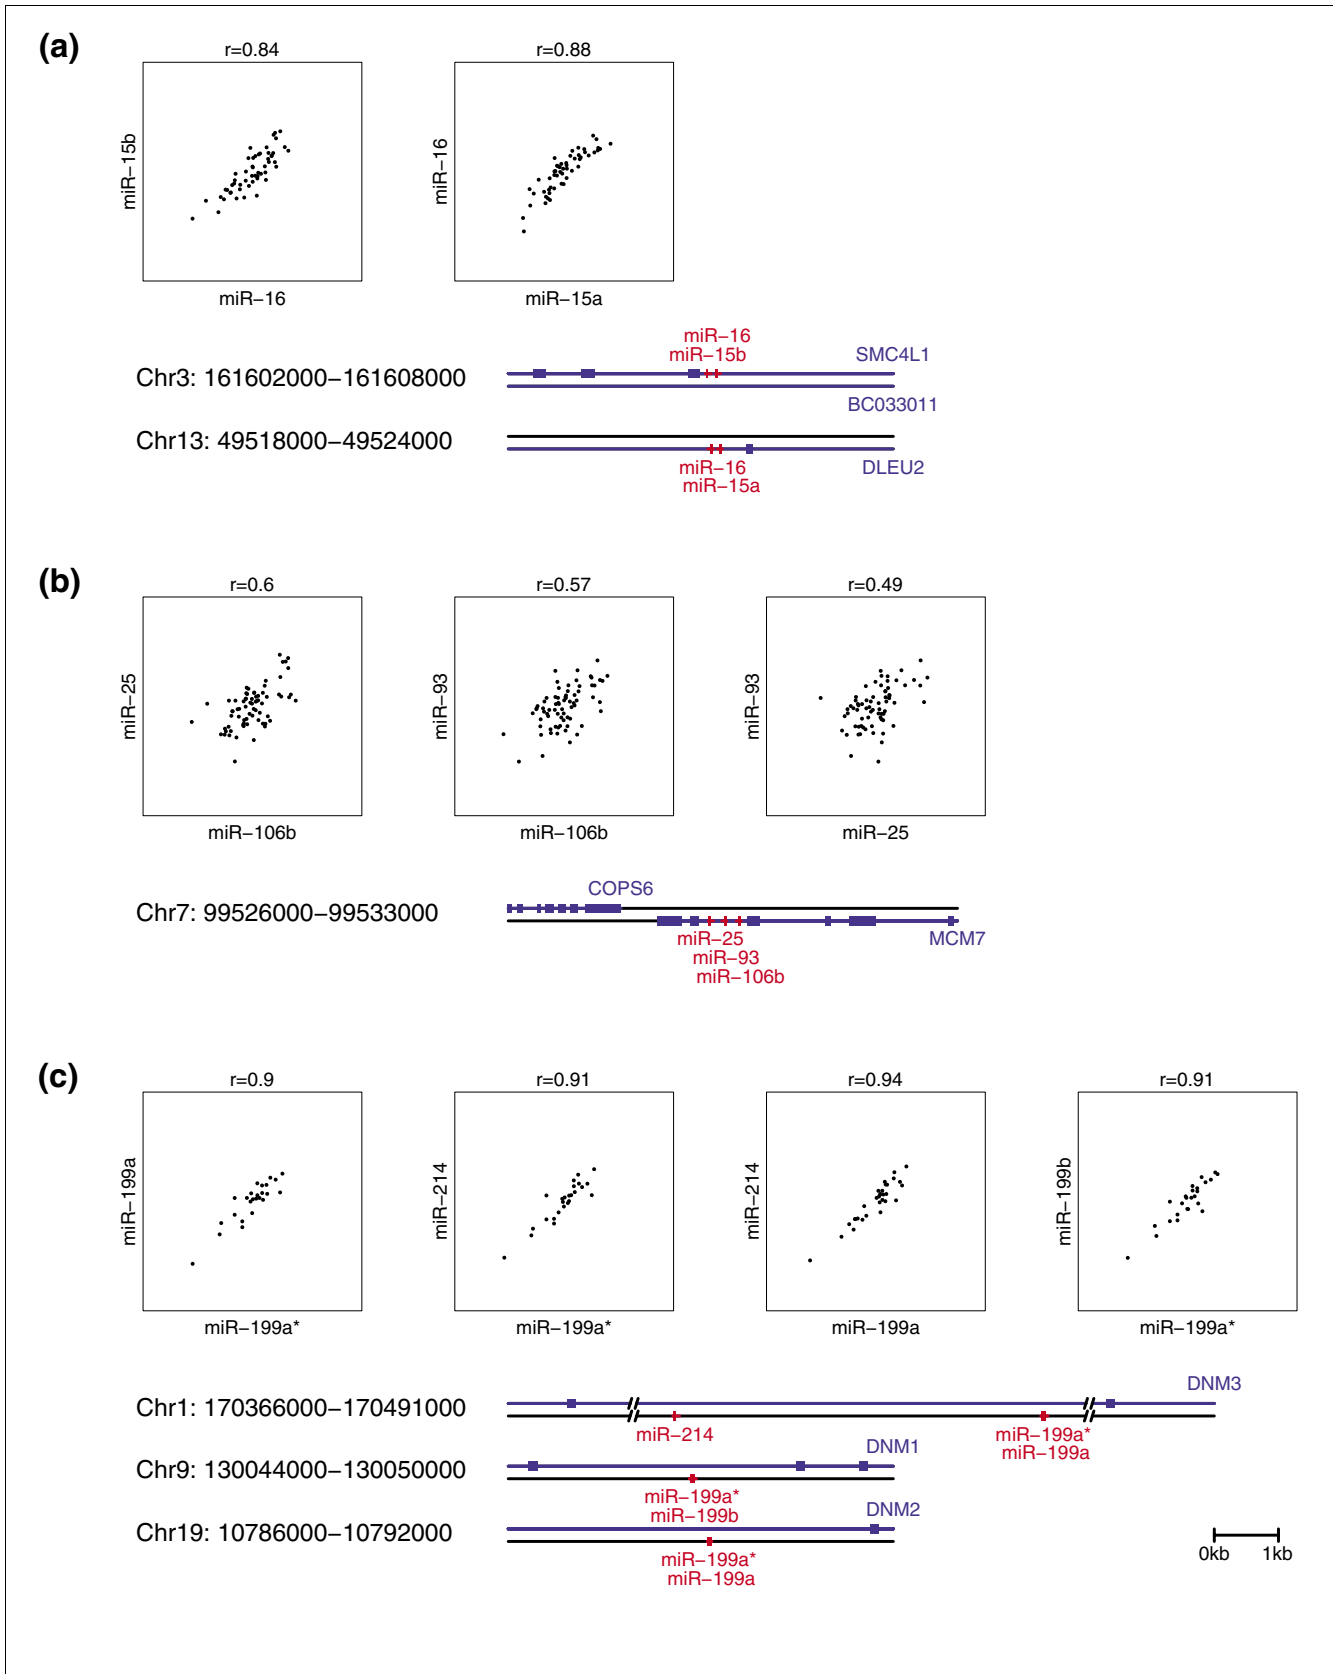 (a)
r=0.84
r=0.88
miR−15b
miR−16
miR−16
miR−15a
miR−16
miR−15b
SMC4L1
Chr3: 161602000−161608000
BC033011
Chr13: 49518000−49524000
miR−16
DLEU2
miR−15a
(b)
r=0.6
r=0.57
r=0.49
miR−25
miR−93
miR−93
miR−106b
miR−106b
miR−25
COPS6
Chr7: 99526000−99533000
miR−25
MCM7
miR−93
miR−106b
(c)
r=0.9
r=0.91
r=0.94
r=0.91
miR−199a
miR−214
miR−214
miR−199b
miR−199a*
miR−199a*
miR−199a
miR−199a*
DNM3
Chr1: 170366000−170491000
miR−214
miR−199a*
miR−199a
DNM1
Chr9: 130044000−130050000
miR−199a*
miR−199b
DNM2
Chr19: 10786000−10792000
miR−199a*
miR−199a
0kb 1kb